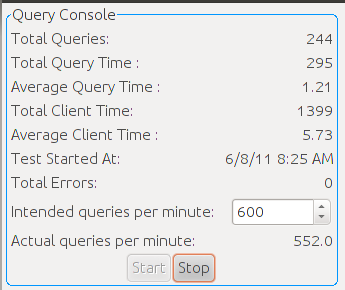 Query Console
Total Queries: 244
Total Query Time : 295
Average Query Time : 1.21
Total Client Time: 1399
Average Client Time : 5.73
Test Started At: 6/8/11 8:25 AM
Total Errors: 0
Intended queries per minute: 600
Actual queries per minute: 552.0
Start Stop